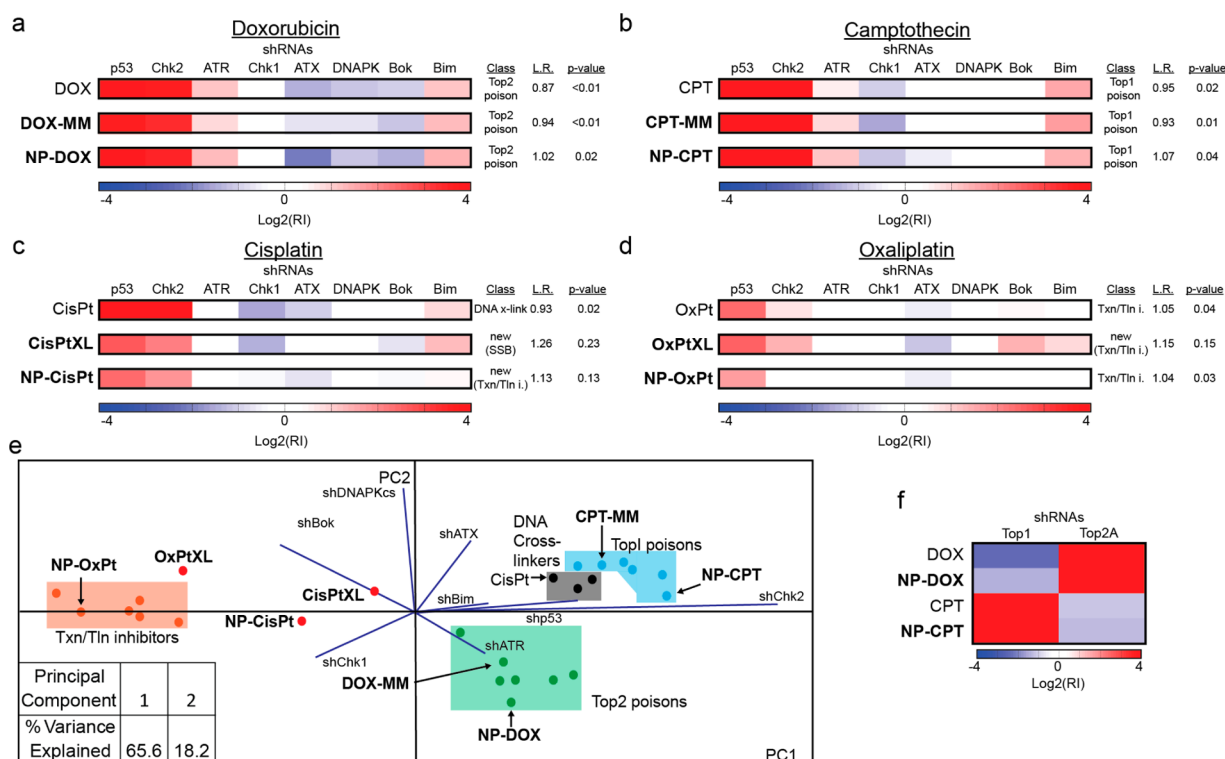 a
Doxorubicin
shRNAs
p53 Chk2 ATR Chk1 ATX DNAPK Bok Bim Class L.R. p-value
DOX Top2 poison 0.87 <0.01
DOX-MM Top2 poison 0.94 <0.01
NP-DOX Top2 poison 1.02 0.02
-4 0 4
Log2(RI)
b
Camptothecin
shRNAs
p53 Chk2 ATR Chk1 ATX DNAPK Bok Bim Class L.R. p-value
CPT Top1 poison 0.95 0.02
CPT-MM Top1 poison 0.93 0.01
NP-CPT Top1 poison 1.07 0.04
-4 0 4
Log2(RI)
c
Cisplatin
shRNAs
p53 Chk2 ATR Chk1 ATX DNAPK Bok Bim Class L.R. p-value
CisPt DNA x-link 0.93 0.02
CisPtXL new (SSB) 1.26 0.23
NP-CisPt new (Txn/Tln i.) 1.13 0.13
-4 0 4
Log2(RI)
d
Oxaliplatin
shRNAs
p53 Chk2 ATR Chk1 ATX DNAPK Bok Bim Class L.R. p-value
OxPt Txn/Tln i. 1.05 0.04
OxPtXL new (Txn/Tln i.) 1.15 0.15
NP-OxPt Txn/Tln i. 1.04 0.03
-4 0 4
Log2(RI)
e
PC2
shDNAPKcs
shBok
shATX
DNA
Cross-
linkers
CisPt
CPT-MM
Topl poisons
NP-CPT
NP-OxPt
OxPtXL
CisPtXL
shBim
shChk2
Txn/Tln inhibitors
NP-CisPt
shp53
shChk1
shATR
DOX-MM
Top2 poisons
NP-DOX
PC1
Principal Component 1 2
% Variance Explained 65.6 18.2
f
shRNAs
Top1 Top2A
DOX
NP-DOX
CPT
NP-CPT
-4 0 4
Log2(RI)